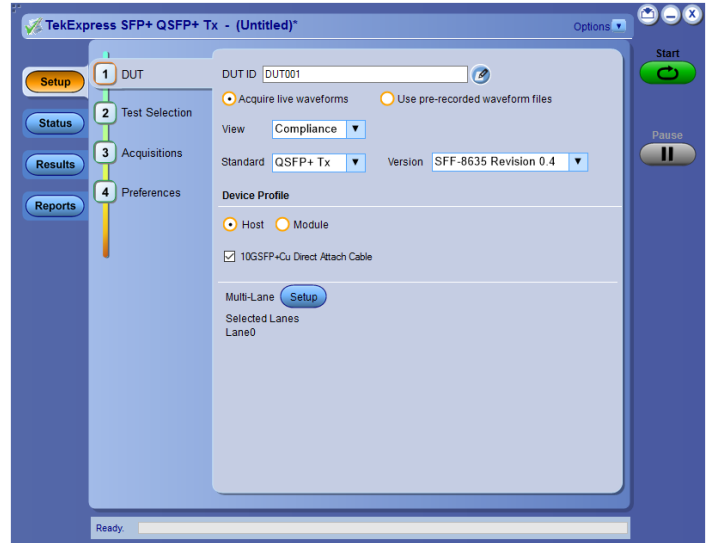 TekExpress SFP+ QSFP+ Tx - (Untitled)*
Options
Start
Setup
Status
Results
Reports
Pause
1 DUT
2 Test Selection
3 Acquisitions
4 Preferences
DUT ID DUT001
Acquire live waveforms Use pre-recorded waveform files
View Compliance
Standard QSFP+ Tx Version SFF-8635 Revision 0.4
Device Profile
Host Module
10GSFP+Cu Direct Attach Cable
Multi-Lane Setup
Selected Lanes
Lane0
Ready.